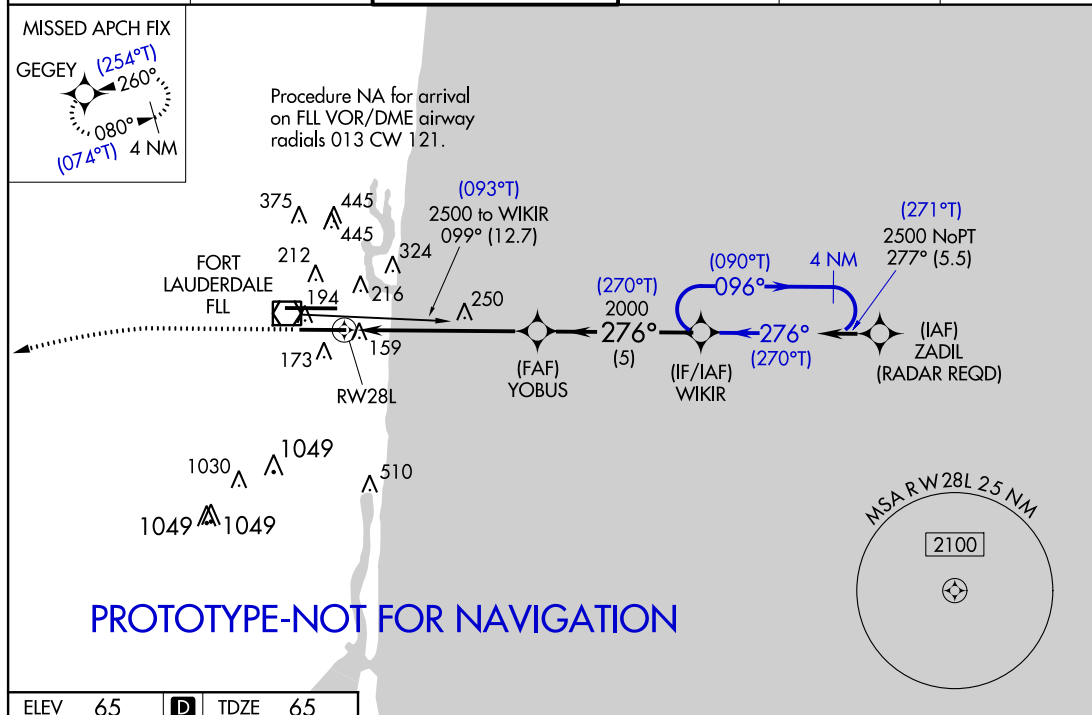 MISSED APCH FIX
GEGEY
(254°T)
260°
080°
4 NM
(074°T)
Procedure NA for arrival
on FLL VOR/DME airway
radials 013 CW 121.
375
445
445
(093°T)
2500 to WIKIR
099° (12.7)
(271°T)
2500 NoPT
277° (5.5)
FORT
LAUDERDALE
FLL
212
324
216
194
250
(090°T)
4 NM
096°
(270°T)
2000
276°
(5)
276°
(270°T)
159
173
RW28L
(FAF)
YOBUS
(IF/IAF)
WIKIR
(IAF)
ZADIL
(RADAR REQD)
1049
1030
510
1049
1049
MSA RW28L 25 NM
2100
PROTOTYPE-NOT FOR NAVIGATION
ELEV 65 D TDZE 65